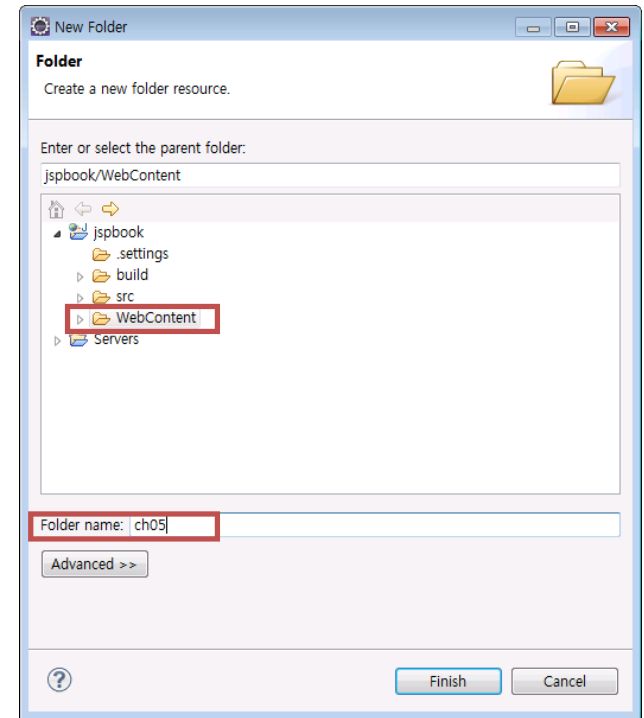 New Folder
Folder
Create a new folder resource.
Enter or select the parent folder:
jspbook/WebContent
jspbook
.settings
build
src
WebContent
Servers
Folder name: ch05
Advanced >>
Finish Cancel